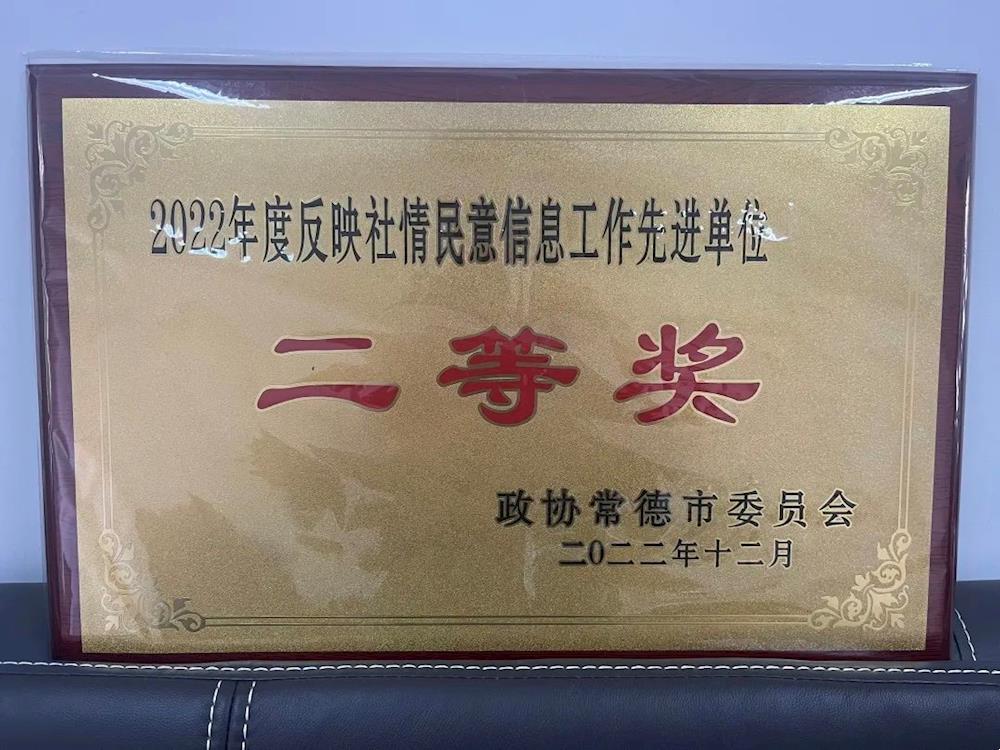 2022年度反映社情民意信息工作先进单位
二等奖
政协常德市委员会
二〇二二年十二月